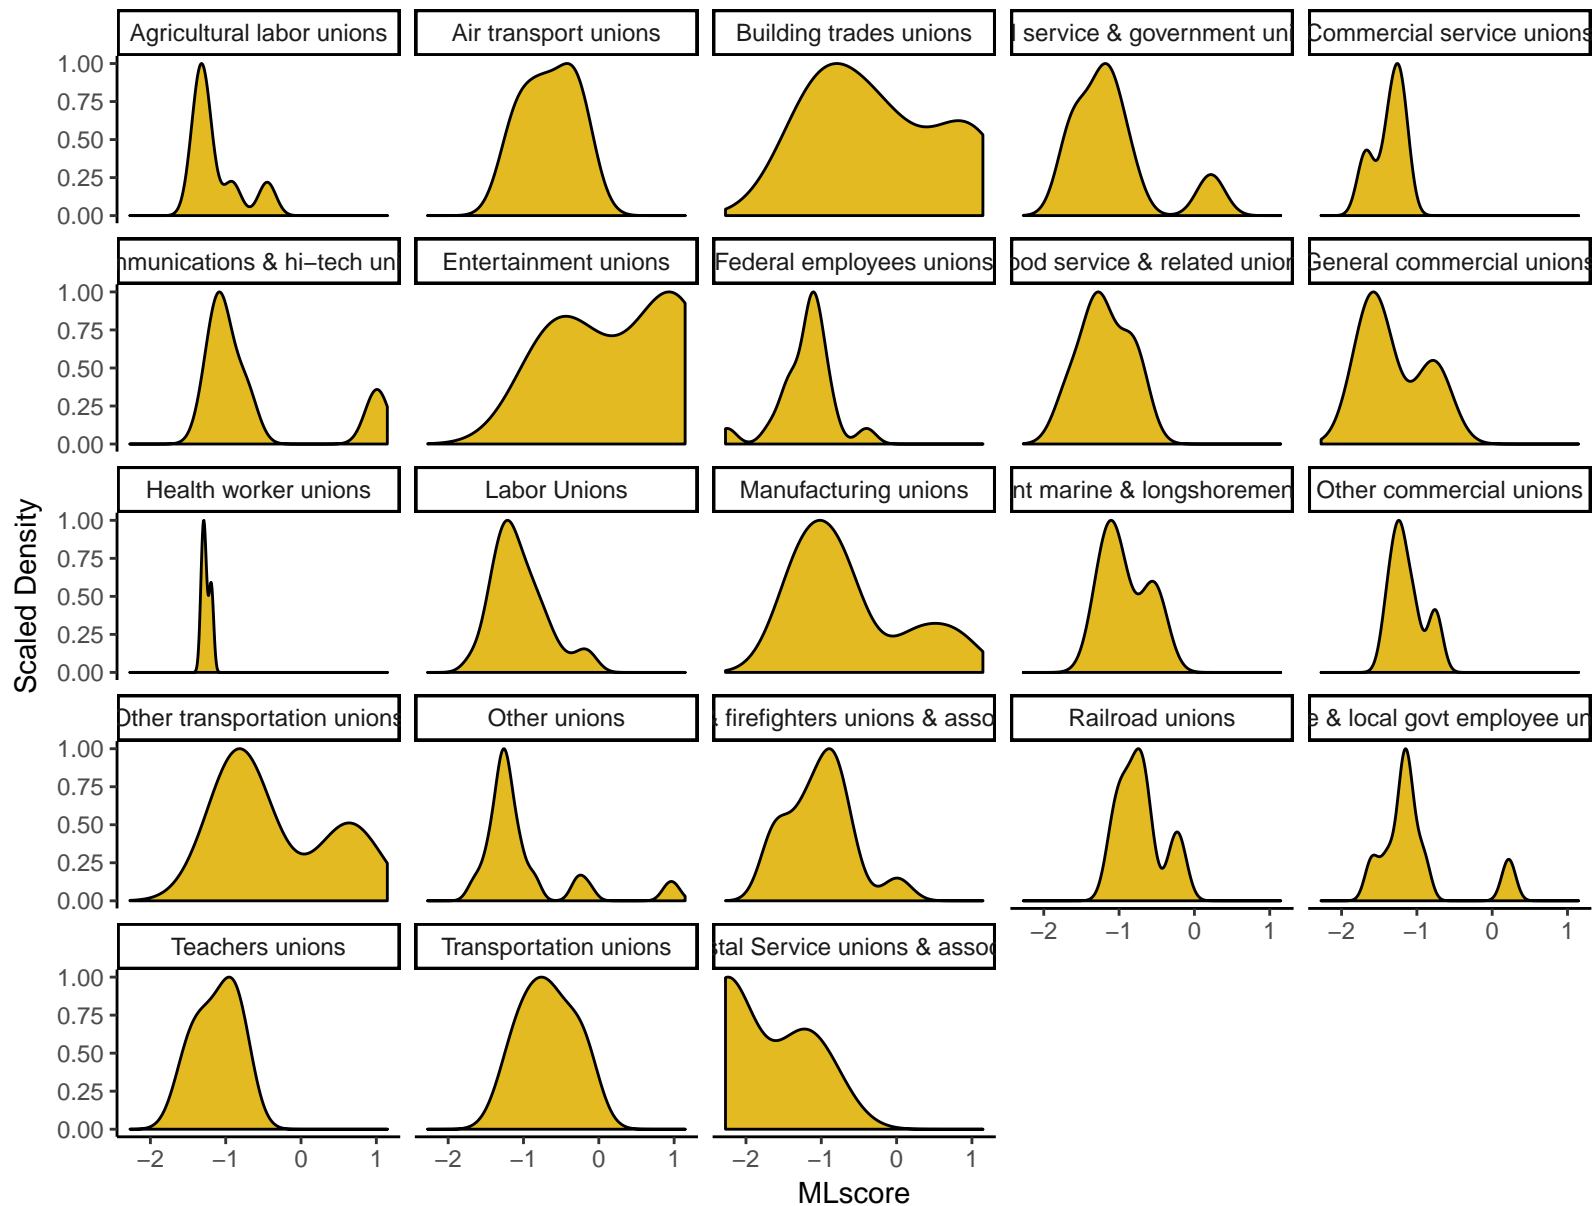 Agricultural labor unions
Air transport unions
Building trades unions
l service & government uni
Commercial service unions
1.00
0.75
0.50
0.25
0.00
mmunications & hi−tech un
Entertainment unions
Federal employees unions
ood service & related union
General commercial unions
1.00
0.75
0.50
0.25
0.00
Health worker unions
Labor Unions
Manufacturing unions
nt marine & longshoremen
Other commercial unions
1.00
0.75
0.50
0.25
0.00
Scaled Density
Other transportation unions
Other unions
& firefighters unions & asso
Railroad unions
e & local govt employee un
1.00
0.75
0.50
0.25
0.00
−2 −1 0 1
−2 −1 0 1
Teachers unions
Transportation unions
stal Service unions & assoc
1.00
0.75
0.50
0.25
0.00
−2 −1 0 1
−2 −1 0 1
−2 −1 0 1
MLscore